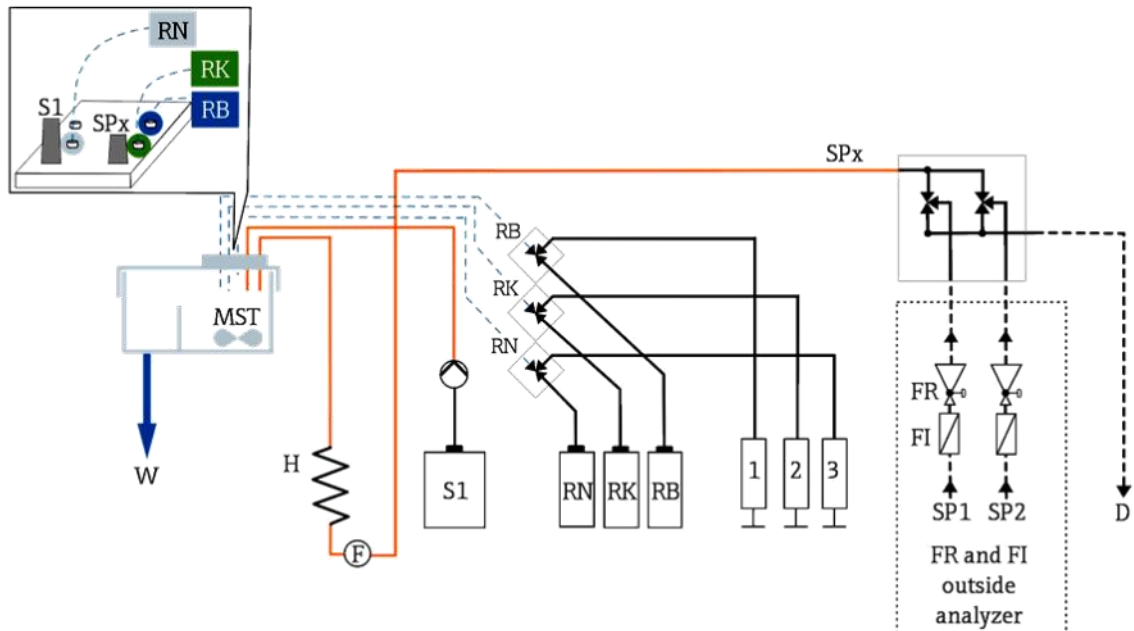 RN
RK
RB
S1
SPx
SPx
RB
RK
RN
MST
W
H
F
S1
RN
RK
RB
1
2
3
FR
FI
SP1
SP2
D
FR and FI
outside
analyzer